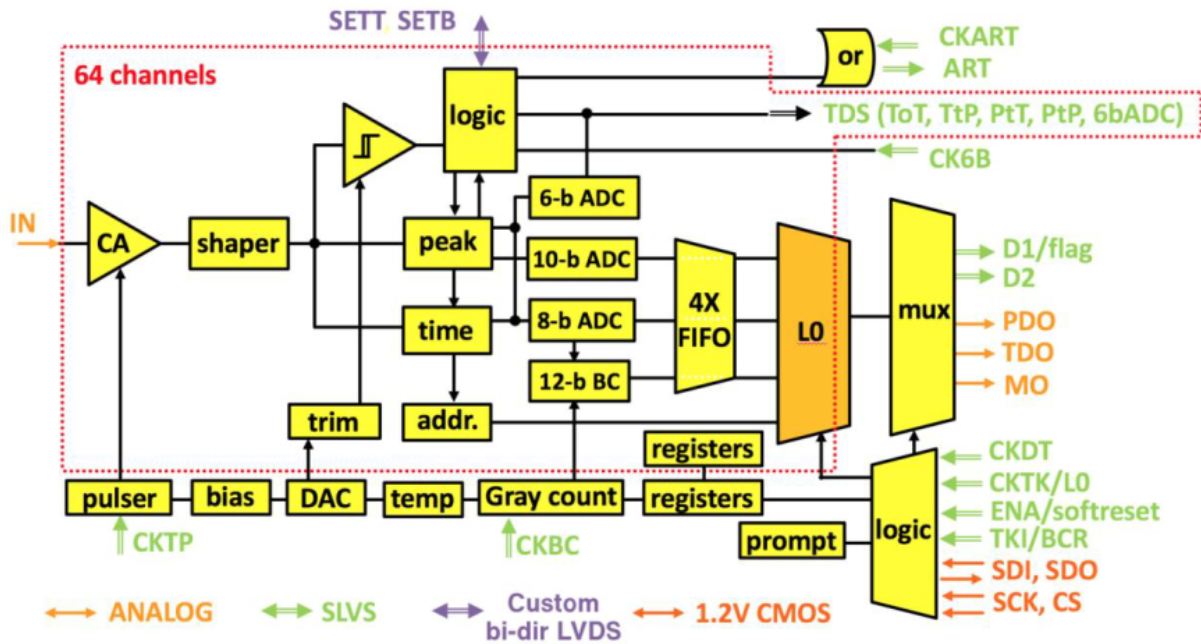 SETT, SETB
64 channels
or
CKART
ART
logic
TDS (ToT, TtP, PtT, PtP, 6bADC)
CK6B
IN
CA
shaper
peak
6-b ADC
10-b ADC
time
8-b ADC
12-b BC
4X
FIFO
L0
mux
D1/flag
D2
PDO
TDO
MO
trim
addr.
registers
pulser
bias
DAC
temp
Gray count
registers
prompt
logic
CKDT
CKTK/L0
ENA/softreset
TKI/BCR
SDI, SDO
SCK, CS
CKTP
CKBC
ANALOG
SLVS
Custom
bi-dir LVDS
1.2V CMOS